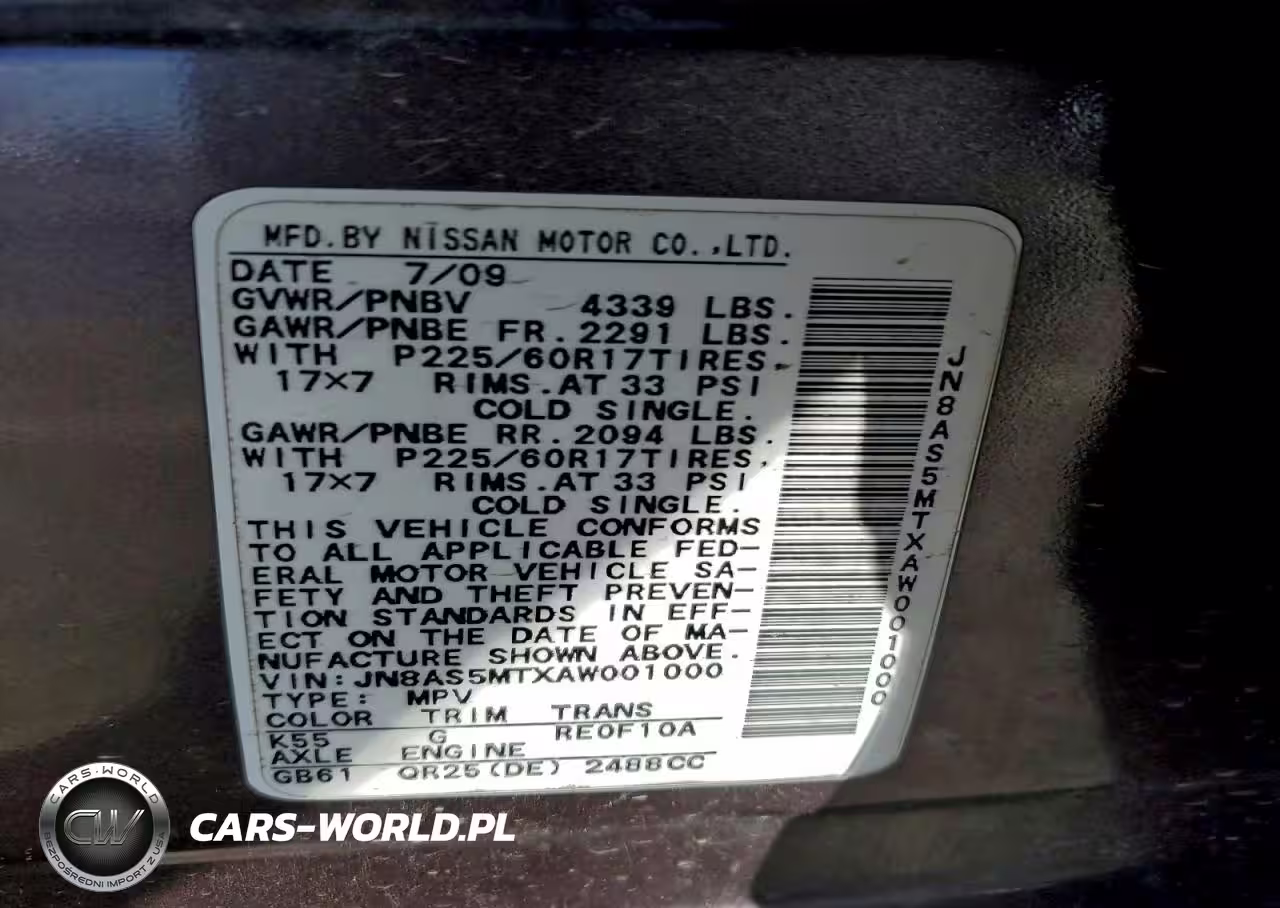 MFD.BY NISSAN MOTOR CO.,LTD.
DATE 7/09
GVWR/PNBV 4339 LBS.
GAWR/PNBE FR.2291 LBS.
WITH P225/60R17TIRES,
17×7 RIMS.AT 33 PSI
COLD SINGLE.
GAWR/PNBE RR.2094 LBS.
WITH P225/60R17TIRES,
17×7 RIMS.AT 33 PSI
COLD SINGLE.
THIS VEHICLE CONFORMS
TO ALL APPLICABLE FED-
ERAL MOTOR VEHICLE SA-
FETY AND THEFT PREVEN-
TION STANDARDS IN EFF-
ECT ON THE DATE OF MA-
NUFACTURE SHOWN ABOVE.
VIN:JN8AS5MTXAW001000
TYPE: MPV
COLOR TRIM TRANS
K55 G RE0F10A
AXLE ENGINE
GB61 QR25(DE) 2488CC
JN8AS5MTXAW001000
CARS-WORLD
CW
BEZPOŚREDNI IMPORT Z USA
CARS-WORLD.PL